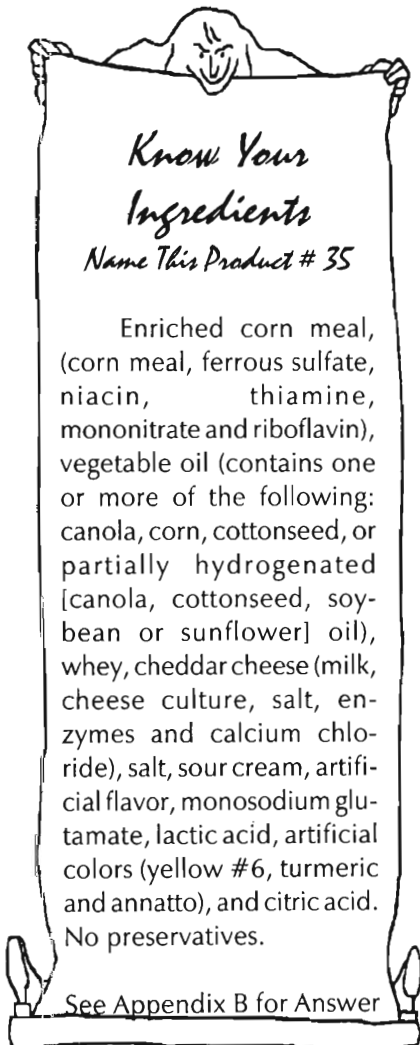 Know Your
Ingredients
Name This Product # 35
Enriched corn meal,
(corn meal, ferrous sulfate,
niacin, thiamine,
mononitrate and riboflavin),
vegetable oil (contains one
or more of the following:
canola, corn, cottonseed, or
partially hydrogenated
[canola, cottonseed, soy-
bean or sunflower] oil),
whey, cheddar cheese (milk,
cheese culture, salt, en-
zymes and calcium chlo-
ride), salt, sour cream, artifi-
cial flavor, monosodium glu-
tamate, lactic acid, artificial
colors (yellow #6, turmeric
and annatto), and citric acid.
No preservatives.
See Appendix B for Answer